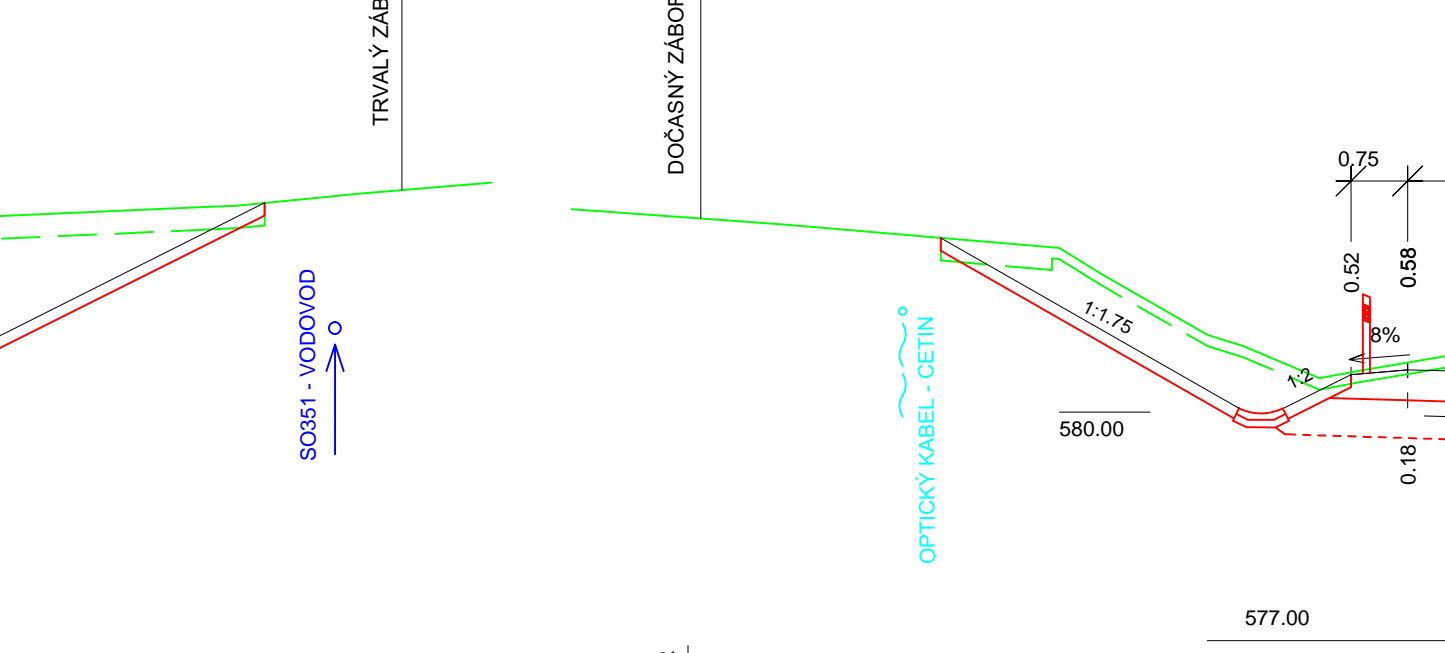 TRVALÝ ZÁB
DOČASNÝ ZÁBOR
0.75
0.52
0.58
SO351 - VODOVOD
OPTICKÝ KABEL - CETIN
1:1.75
1:2
8%
580.00
0.18
577.00